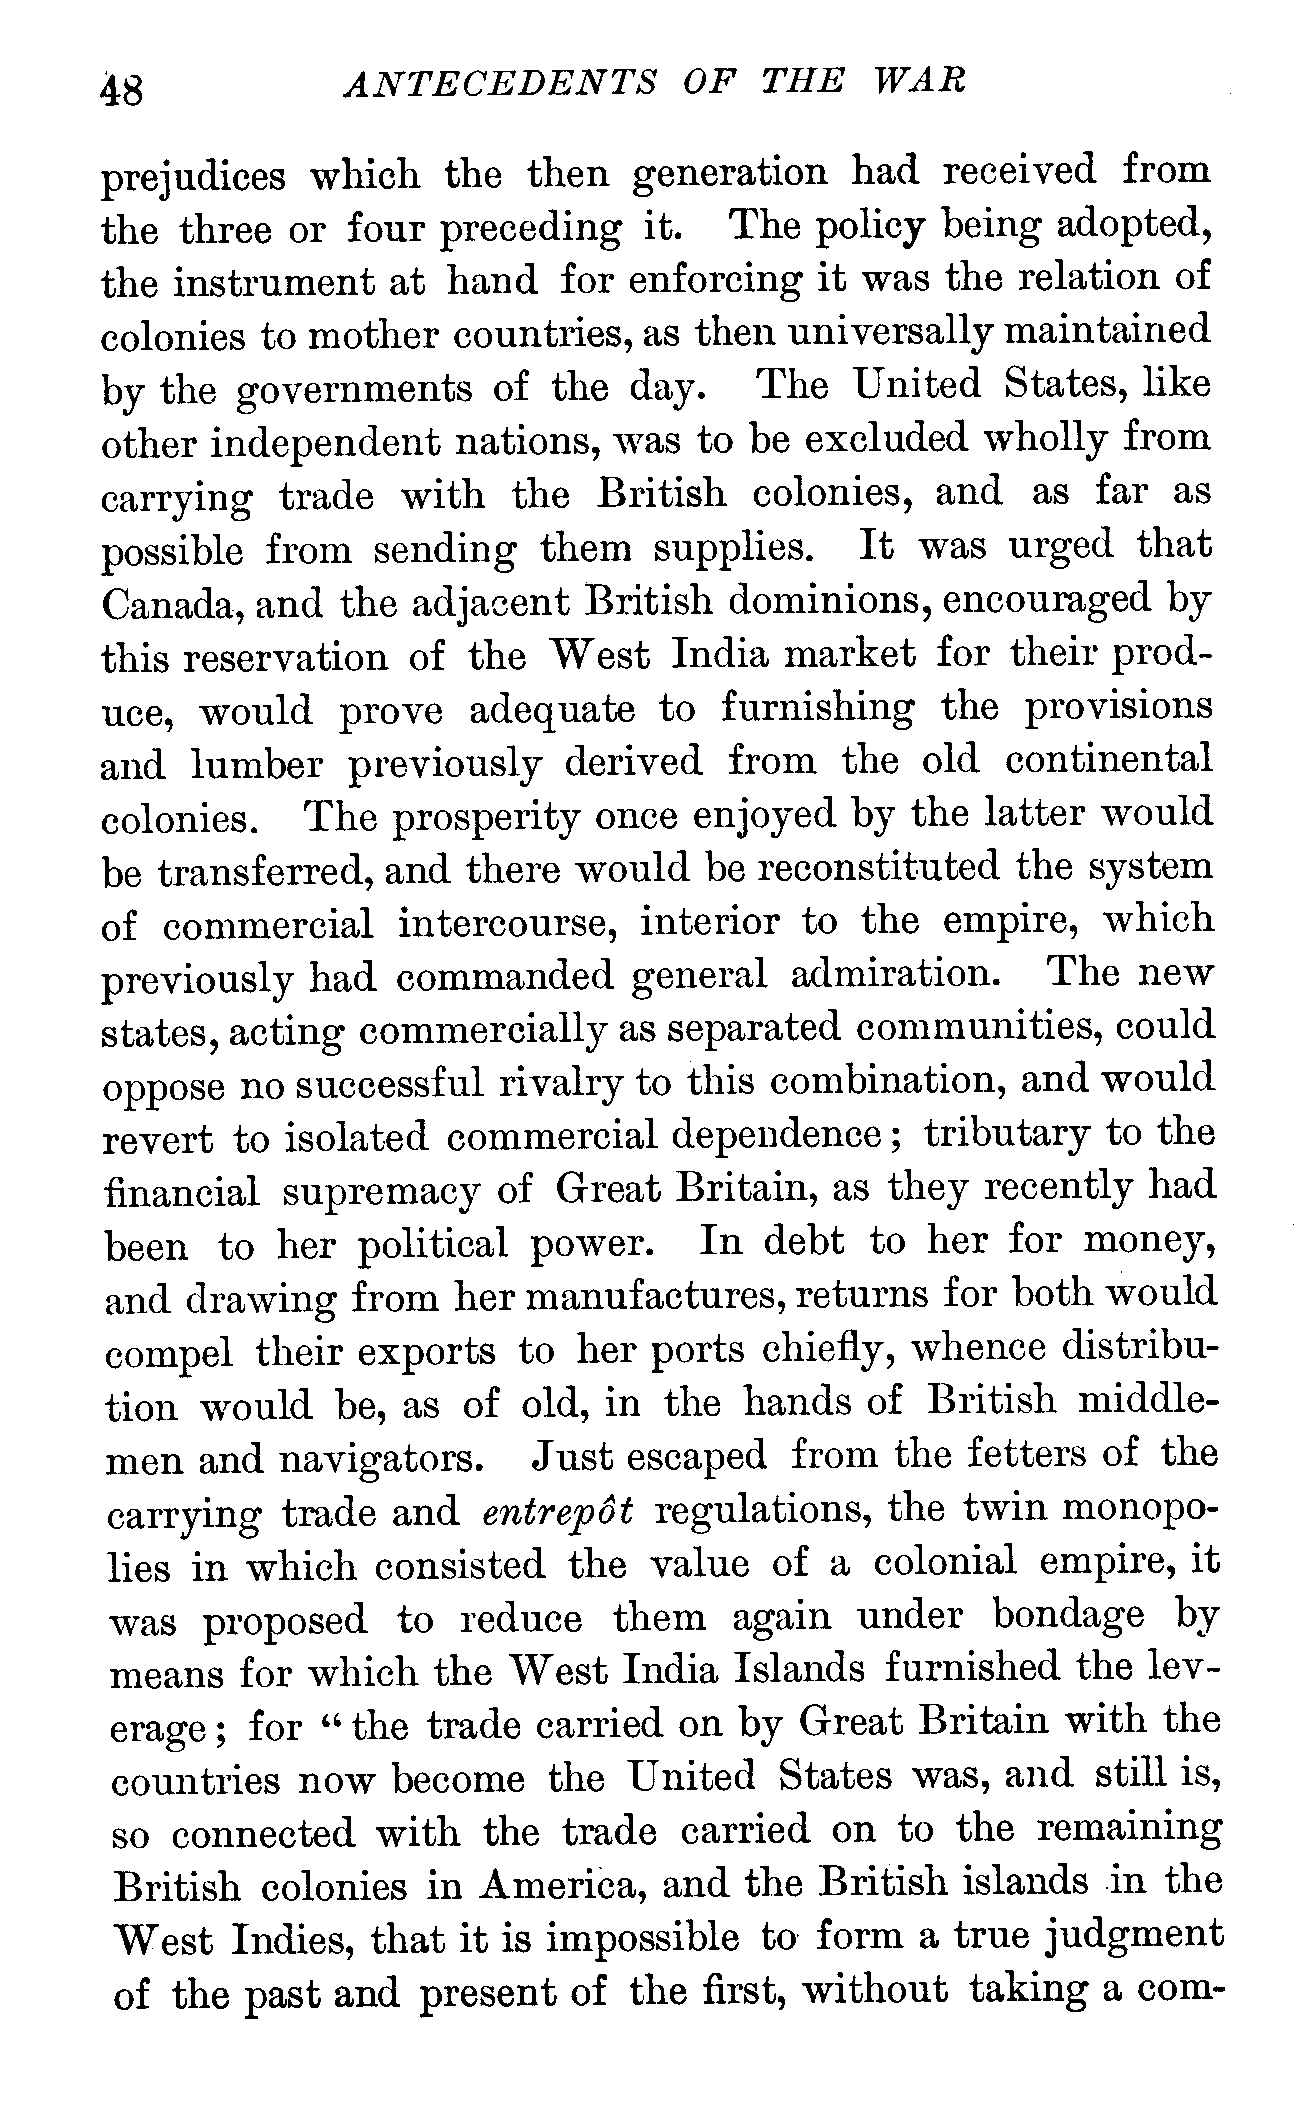 48 ANTECEDENTS OF THE WAR
prejudices which the then generation had received from
the three or four preceding it. The policy being adopted,
the instrument at hand for enforcing it was the relation of
colonies to mother countries, as then universally maintained
by the governments of the day. The United States, like
other independent nations, was to be excluded wholly from
carrying trade with the British colonies, and as far as
possible from sending them supplies. It was urged that
Canada, and the adjacent British dominions, encouraged by
this reservation of the West India market for their prod-
uce, would prove adequate to furnishing the provisions
and lumber previously derived from the old continental
colonies. The prosperity once enjoyed by the latter would
be transferred, and there would be reconstituted the system
of commercial intercourse, interior to the empire, which
previously had commanded general admiration. The new
states, acting commercially as separated communities, could
oppose no successful rivalry to this combination, and would
revert to isolated commercial dependence; tributary to the
financial supremacy of Great Britain, as they recently had
been to her political power. In debt to her for money,
and drawing from her manufactures, returns for both would
compel their exports to her ports chiefly, whence distribu-
tion would be, as of old, in the hands of British middle-
men and navigators. Just escaped from the fetters of the
carrying trade and entrepôt regulations, the twin monopo-
lies in which consisted the value of a colonial empire, it
was proposed to reduce them again under bondage by
means for which the West India Islands furnished the lev-
erage; for “the trade carried on by Great Britain with the
countries now become the United States was, and still is,
so connected with the trade carried on to the remaining
British colonies in America, and the British islands in the
West Indies, that it is impossible to form a true judgment
of the past and present of the first, without taking a com-